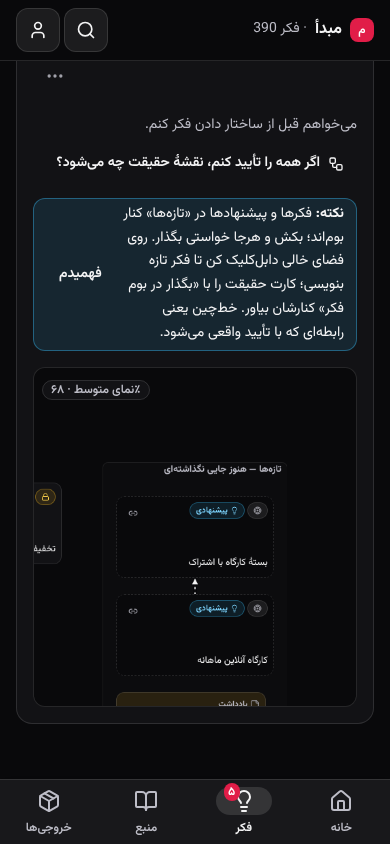 م مبدأ · فکر 390
می‌خواهم قبل از ساختار دادن فکر کنم.
اگر همه را تأیید کنم، نقشهٔ حقیقت چه می‌شود؟
نکته: فکرها و پیشنهادها در «تازه‌ها» کنار
بوم‌اند؛ بکش و هرجا خواستی بگذار. روی
فضای خالی دابل‌کلیک کن تا فکر تازه
بنویسی؛ کارت حقیقت را با «بگذار در بوم
فکر» کنارشان بیاور. خط‌چین یعنی
رابطه‌ای که با تأیید واقعی می‌شود.
فهمیدم
نمای متوسط · ۶۸٪
تازه‌ها — هنوز جایی نگذاشته‌ای
پیشنهادی
بستهٔ کارگاه با اشتراک
تخفیف
پیشنهادی
کارگاه آنلاین ماهانه
یادداشت
۵
خانه
فکر
منبع
خروجی‌ها